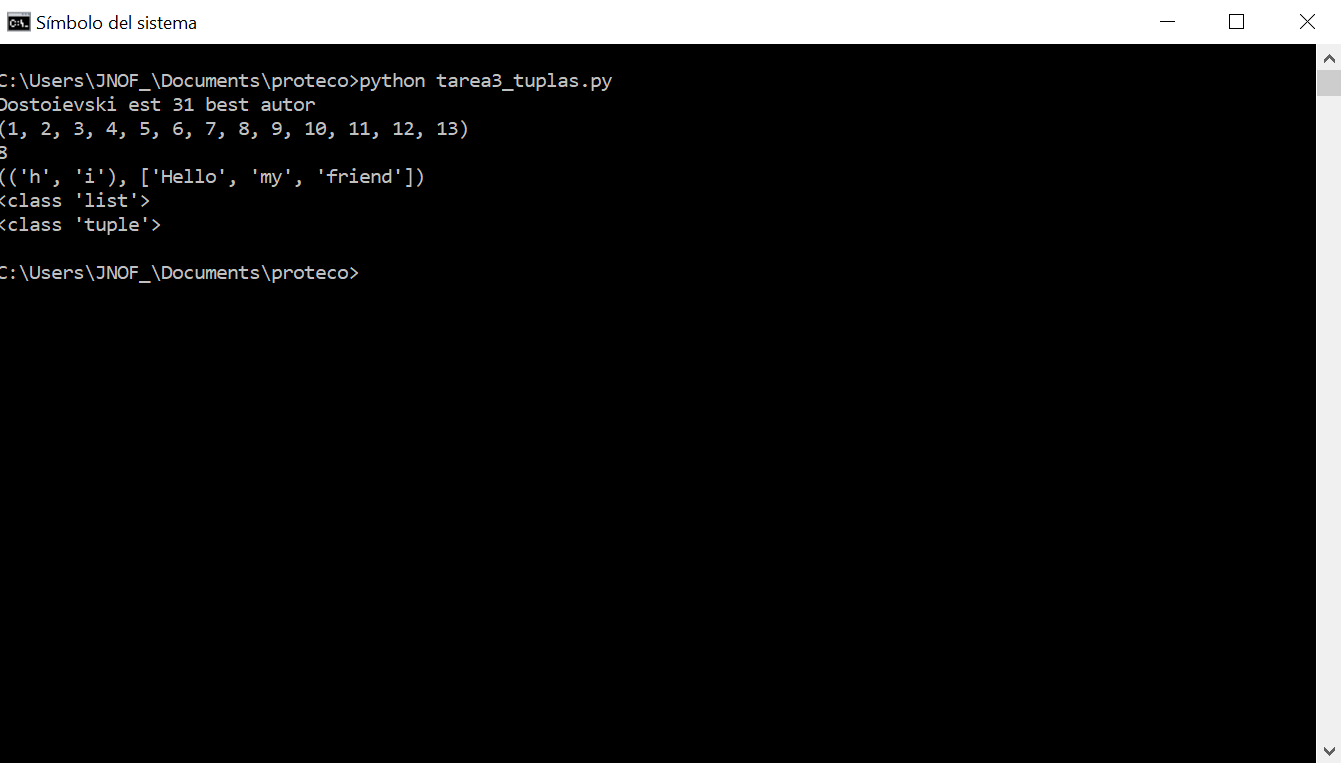 Símbolo del sistema
C:\Users\JNOF_\Documents\proteco>python tarea3_tuplas.py
Dostoievski est 31 best autor
(1, 2, 3, 4, 5, 6, 7, 8, 9, 10, 11, 12, 13)
8
(('h', 'i'), ['Hello', 'my', 'friend'])
<class 'list'>
<class 'tuple'>
C:\Users\JNOF_\Documents\proteco>